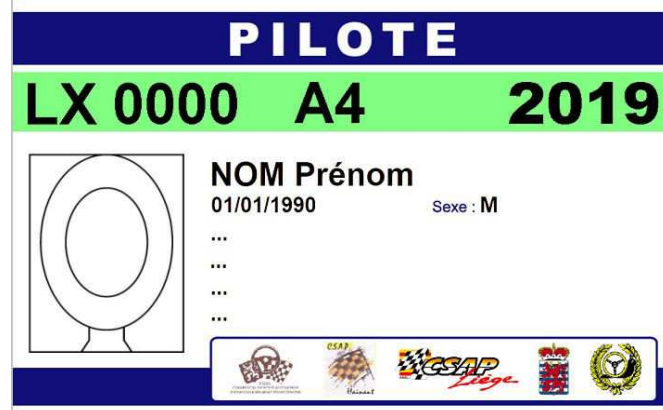 PILOTE
LX 0000 A4 2019
NOM Prénom
01/01/1990 Sexe : M
...
...
...
...
CSAP
Hainaut
CSAP
Liège